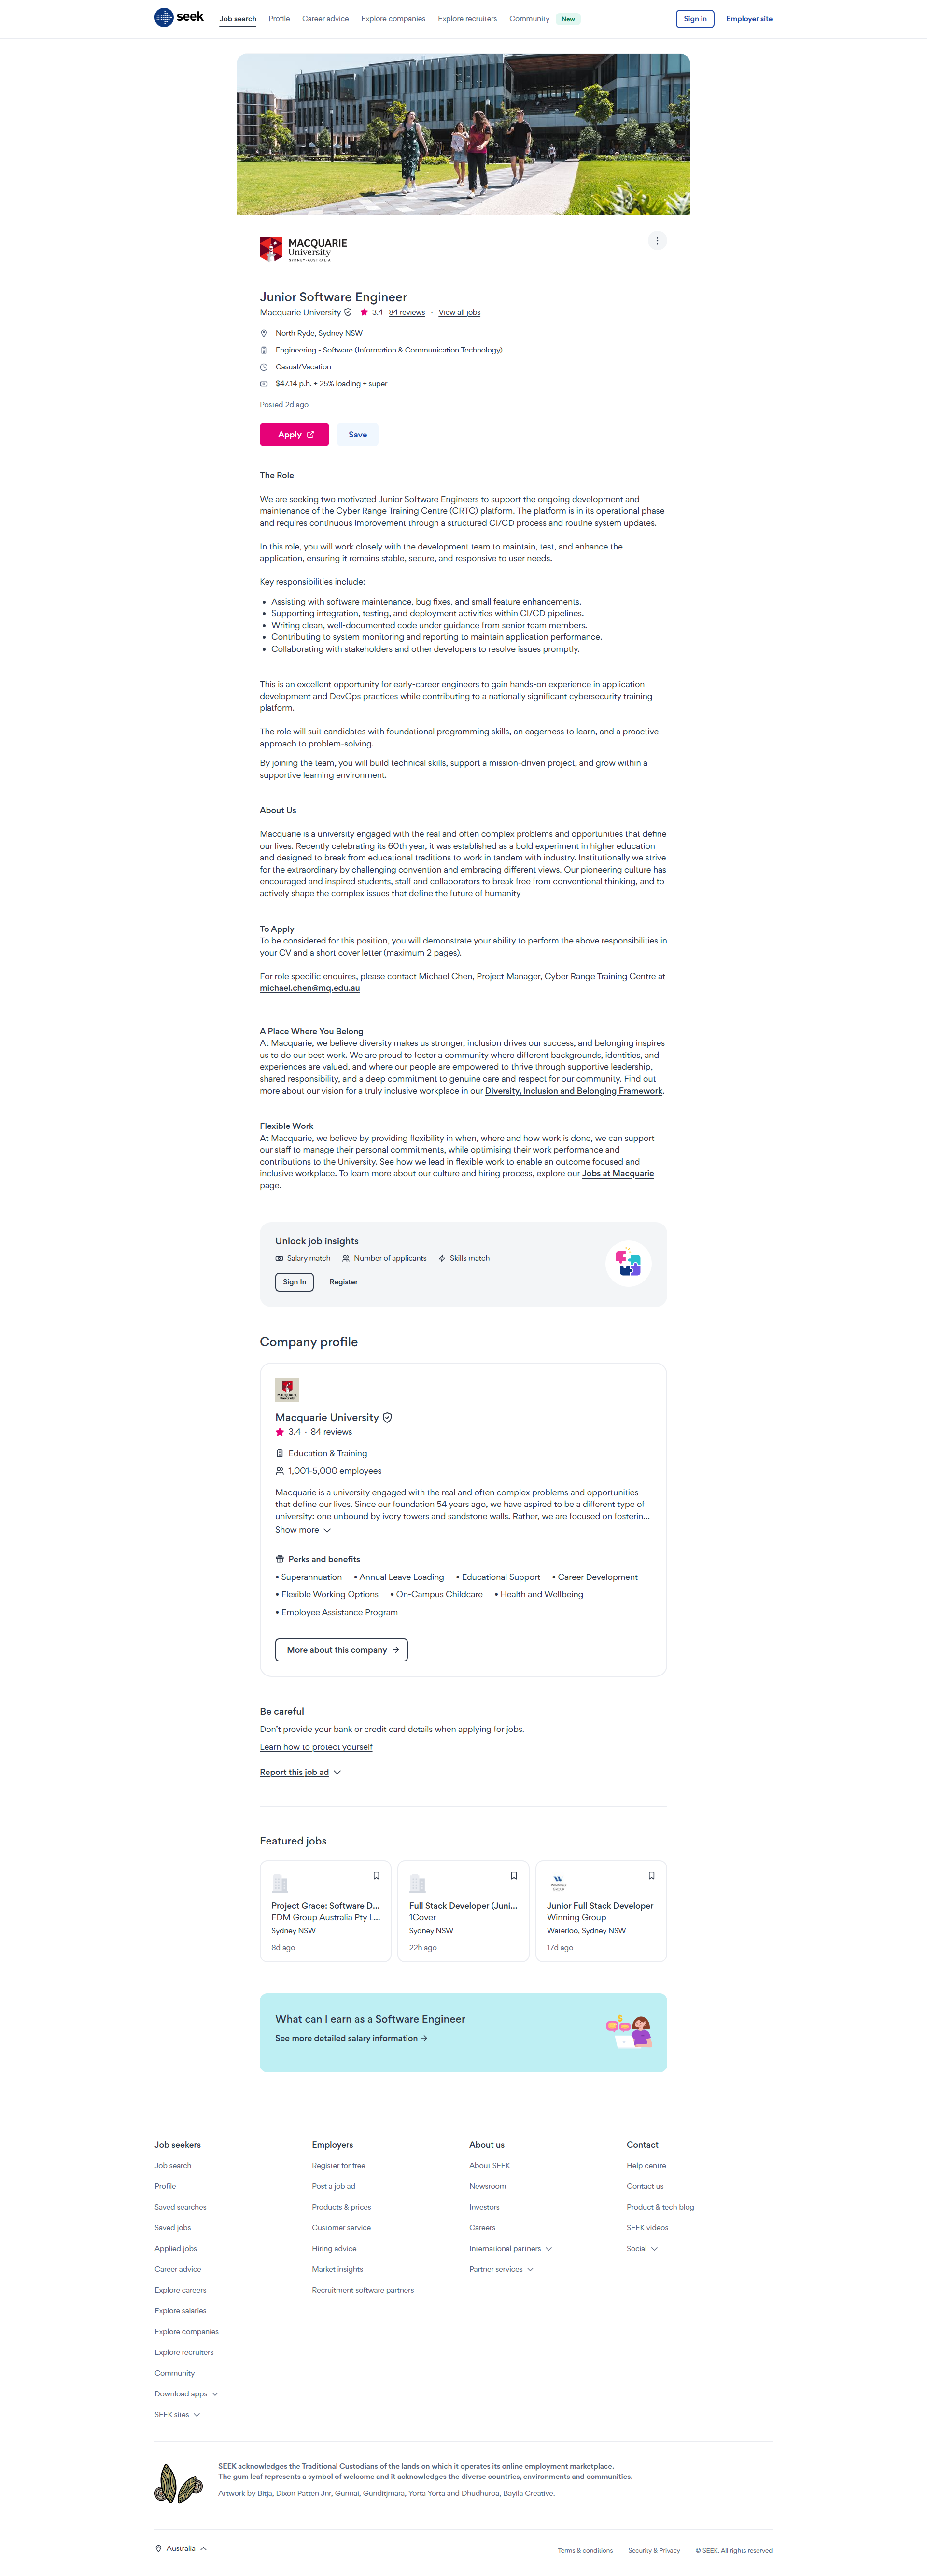 seek
Job search
Profile
Career advice
Explore companies
Explore recruiters
Community
New
Sign in
Employer site
MACQUARIE
University
SYDNEY·AUSTRALIA
Junior Software Engineer
Macquarie University 3.4 84 reviews · View all jobs
North Ryde, Sydney NSW
Engineering - Software (Information & Communication Technology)
Casual/Vacation
$47.14 p.h. + 25% loading + super
Posted 2d ago
Apply
Save
The Role
We are seeking two motivated Junior Software Engineers to support the ongoing development and
maintenance of the Cyber Range Training Centre (CRTC) platform. The platform is in its operational phase
and requires continuous improvement through a structured CI/CD process and routine system updates.
In this role, you will work closely with the development team to maintain, test, and enhance the
application, ensuring it remains stable, secure, and responsive to user needs.
Key responsibilities include:
• Assisting with software maintenance, bug fixes, and small feature enhancements.
• Supporting integration, testing, and deployment activities within CI/CD pipelines.
• Writing clean, well-documented code under guidance from senior team members.
• Contributing to system monitoring and reporting to maintain application performance.
• Collaborating with stakeholders and other developers to resolve issues promptly.
This is an excellent opportunity for early-career engineers to gain hands-on experience in application
development and DevOps practices while contributing to a nationally significant cybersecurity training
platform.
The role will suit candidates with foundational programming skills, an eagerness to learn, and a proactive
approach to problem-solving.
By joining the team, you will build technical skills, support a mission-driven project, and grow within a
supportive learning environment.
About Us
Macquarie is a university engaged with the real and often complex problems and opportunities that define
our lives. Recently celebrating its 60th year, it was established as a bold experiment in higher education
and designed to break from educational traditions to work in tandem with industry. Institutionally we strive
for the extraordinary by challenging convention and embracing different views. Our pioneering culture has
encouraged and inspired students, staff and collaborators to break free from conventional thinking, and to
actively shape the complex issues that define the future of humanity
To Apply
To be considered for this position, you will demonstrate your ability to perform the above responsibilities in
your CV and a short cover letter (maximum 2 pages).
For role specific enquires, please contact Michael Chen, Project Manager, Cyber Range Training Centre at
michael.chen@mq.edu.au
A Place Where You Belong
At Macquarie, we believe diversity makes us stronger, inclusion drives our success, and belonging inspires
us to do our best work. We are proud to foster a community where different backgrounds, identities, and
experiences are valued, and where our people are empowered to thrive through supportive leadership,
shared responsibility, and a deep commitment to genuine care and respect for our community. Find out
more about our vision for a truly inclusive workplace in our Diversity, Inclusion and Belonging Framework.
Flexible Work
At Macquarie, we believe by providing flexibility in when, where and how work is done, we can support
our staff to manage their personal commitments, while optimising their work performance and
contributions to the University. See how we lead in flexible work to enable an outcome focused and
inclusive workplace. To learn more about our culture and hiring process, explore our Jobs at Macquarie
page.
Unlock job insights
Salary match
Number of applicants
Skills match
Sign In
Register
Company profile
MACQUARIE
Macquarie University
3.4 · 84 reviews
Education & Training
1,001-5,000 employees
Macquarie is a university engaged with the real and often complex problems and opportunities
that define our lives. Since our foundation 54 years ago, we have aspired to be a different type of
university: one unbound by ivory towers and sandstone walls. Rather, we are focused on fosterin...
Show more
Perks and benefits
• Superannuation • Annual Leave Loading • Educational Support • Career Development
• Flexible Working Options • On-Campus Childcare • Health and Wellbeing
• Employee Assistance Program
More about this company
Be careful
Don't provide your bank or credit card details when applying for jobs.
Learn how to protect yourself
Report this job ad
Featured jobs
Project Grace: Software D...
FDM Group Australia Pty L...
Sydney NSW
8d ago
Full Stack Developer (Juni...
1Cover
Sydney NSW
22h ago
W
WINNING
GROUP
Junior Full Stack Developer
Winning Group
Waterloo, Sydney NSW
17d ago
What can I earn as a Software Engineer
See more detailed salary information
Job seekers
Job search
Profile
Saved searches
Saved jobs
Applied jobs
Career advice
Explore careers
Explore salaries
Explore companies
Explore recruiters
Community
Download apps
SEEK sites
Employers
Register for free
Post a job ad
Products & prices
Customer service
Hiring advice
Market insights
Recruitment software partners
About us
About SEEK
Newsroom
Investors
Careers
International partners
Partner services
Contact
Help centre
Contact us
Product & tech blog
SEEK videos
Social
SEEK acknowledges the Traditional Custodians of the lands on which it operates its online employment marketplace.
The gum leaf represents a symbol of welcome and it acknowledges the diverse countries, environments and communities.
Artwork by Bitja, Dixon Patten Jnr, Gunnai, Gunditjmara, Yorta Yorta and Dhudhuroa, Bayila Creative.
Australia
Terms & conditions
Security & Privacy
© SEEK. All rights reserved